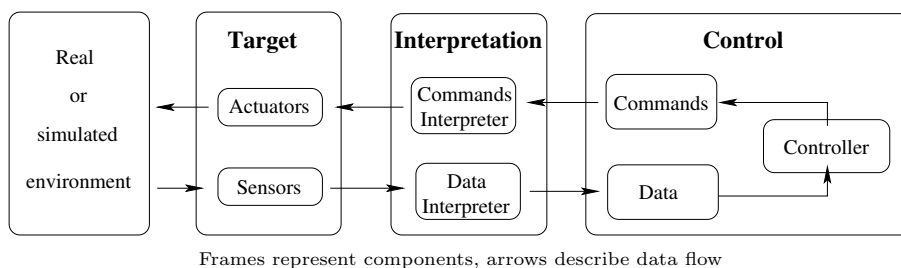 Real
or
simulated
environment
Target
Actuators
Sensors
Interpretation
Commands
Interpreter
Data
Interpreter
Control
Commands
Controller
Data
Frames represent components, arrows describe data flow